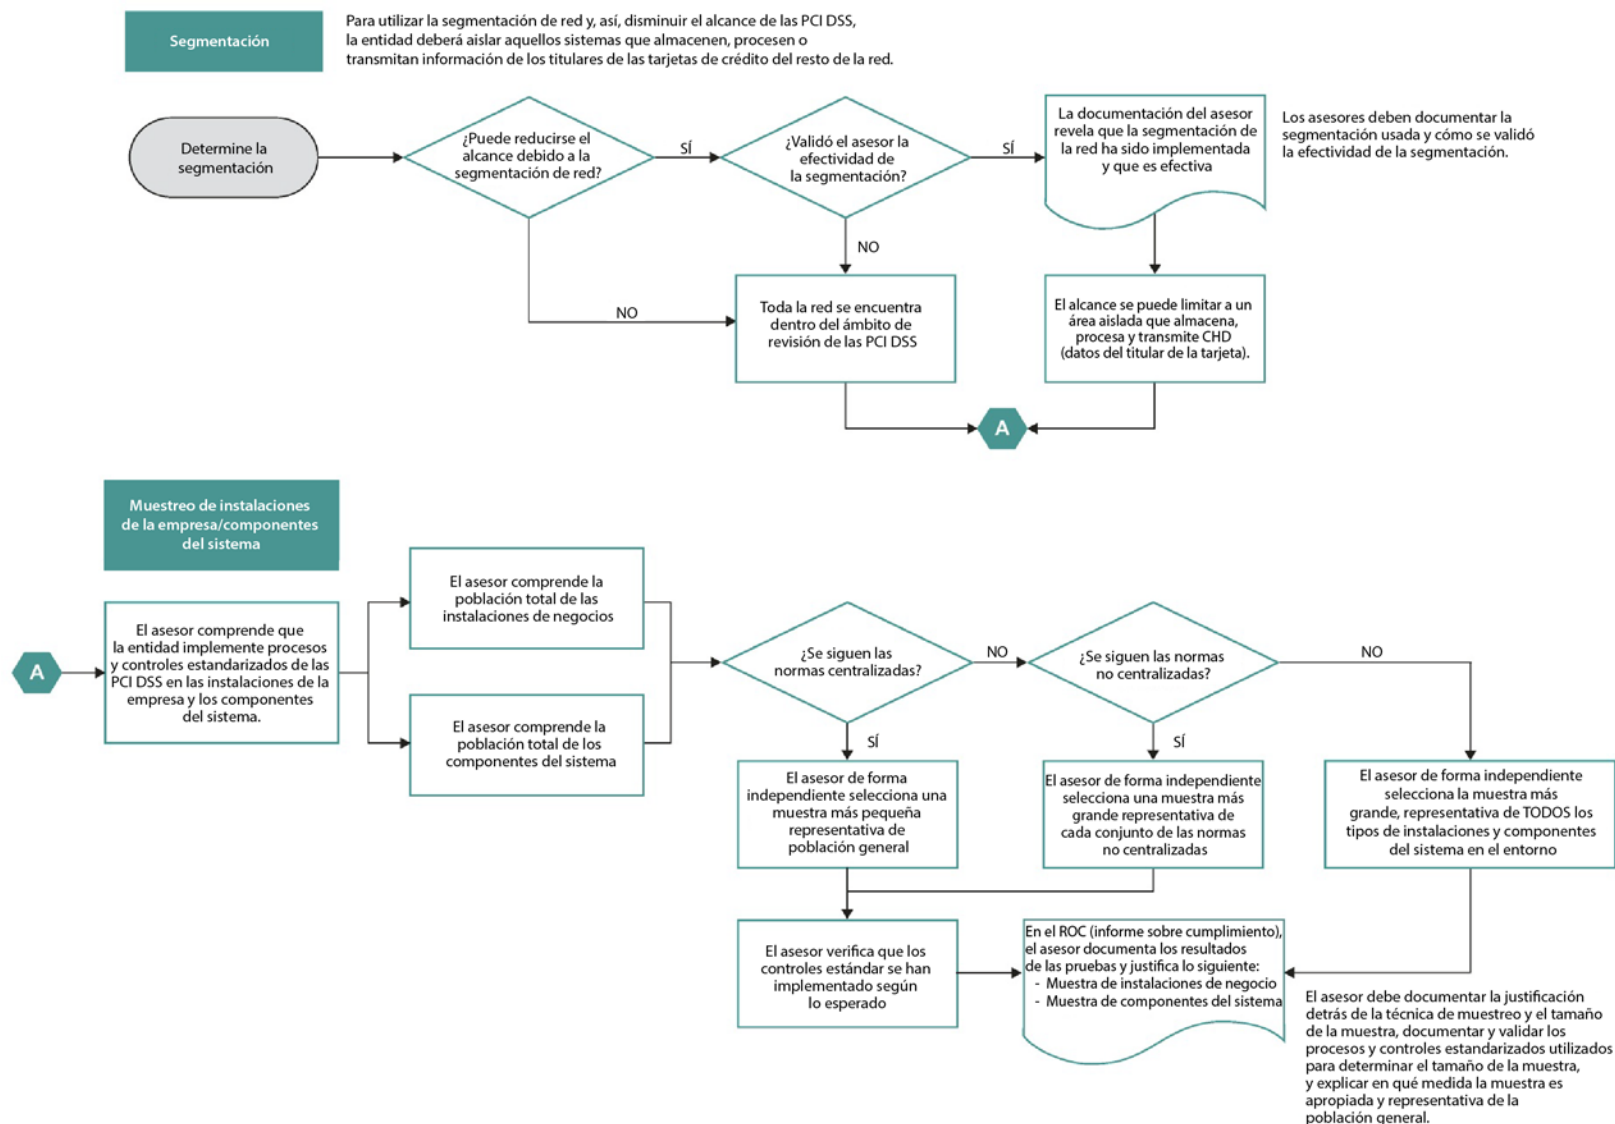 Segmentación
Para utilizar la segmentación de red y, así, disminuir el alcance de las PCI DSS,
la entidad deberá aislar aquellos sistemas que almacenen, procesen o
transmitan información de los titulares de las tarjetas de crédito del resto de la red.
Determine la
segmentación
¿Puede reducirse el
alcance debido a la
segmentación de red?
SÍ
¿Validó el asesor la
efectividad de
la segmentación?
SÍ
La documentación del asesor
revela que la segmentación de
la red ha sido implementada
y que es efectiva
Los asesores deben documentar la
segmentación usada y cómo se validó
la efectividad de la segmentación.
NO
NO
Toda la red se encuentra
dentro del ámbito de
revisión de las PCI DSS
El alcance se puede limitar a un
área aislada que almacena,
procesa y transmite CHD
(datos del titular de la tarjeta).
A
Muestreo de instalaciones
de la empresa/componentes
del sistema
A
El asesor comprende que
la entidad implemente procesos
y controles estandarizados de las
PCI DSS en las instalaciones de la
empresa y los componentes
del sistema.
El asesor comprende la
población total de las
instalaciones de negocios
El asesor comprende la
población total de los
componentes del sistema
¿Se siguen las
normas centralizadas?
NO
¿Se siguen las normas
no centralizadas?
NO
SÍ
SÍ
El asesor de forma
independiente selecciona una
muestra más pequeña
representativa de
población general
El asesor de forma independiente
selecciona una muestra más
grande representativa de
cada conjunto de las normas
no centralizadas
El asesor de forma independiente
selecciona la muestra más
grande, representativa de TODOS los
tipos de instalaciones y componentes
del sistema en el entorno
El asesor verifica que los
controles estándar se han
implementado según
lo esperado
En el ROC (informe sobre cumplimiento),
el asesor documenta los resultados
de las pruebas y justifica lo siguiente:
- Muestra de instalaciones de negocio
- Muestra de componentes del sistema
El asesor debe documentar la justificación
detrás de la técnica de muestreo y el tamaño
de la muestra, documentar y validar los
procesos y controles estandarizados utilizados
para determinar el tamaño de la muestra,
y explicar en qué medida la muestra es
apropiada y representativa de la
población general.